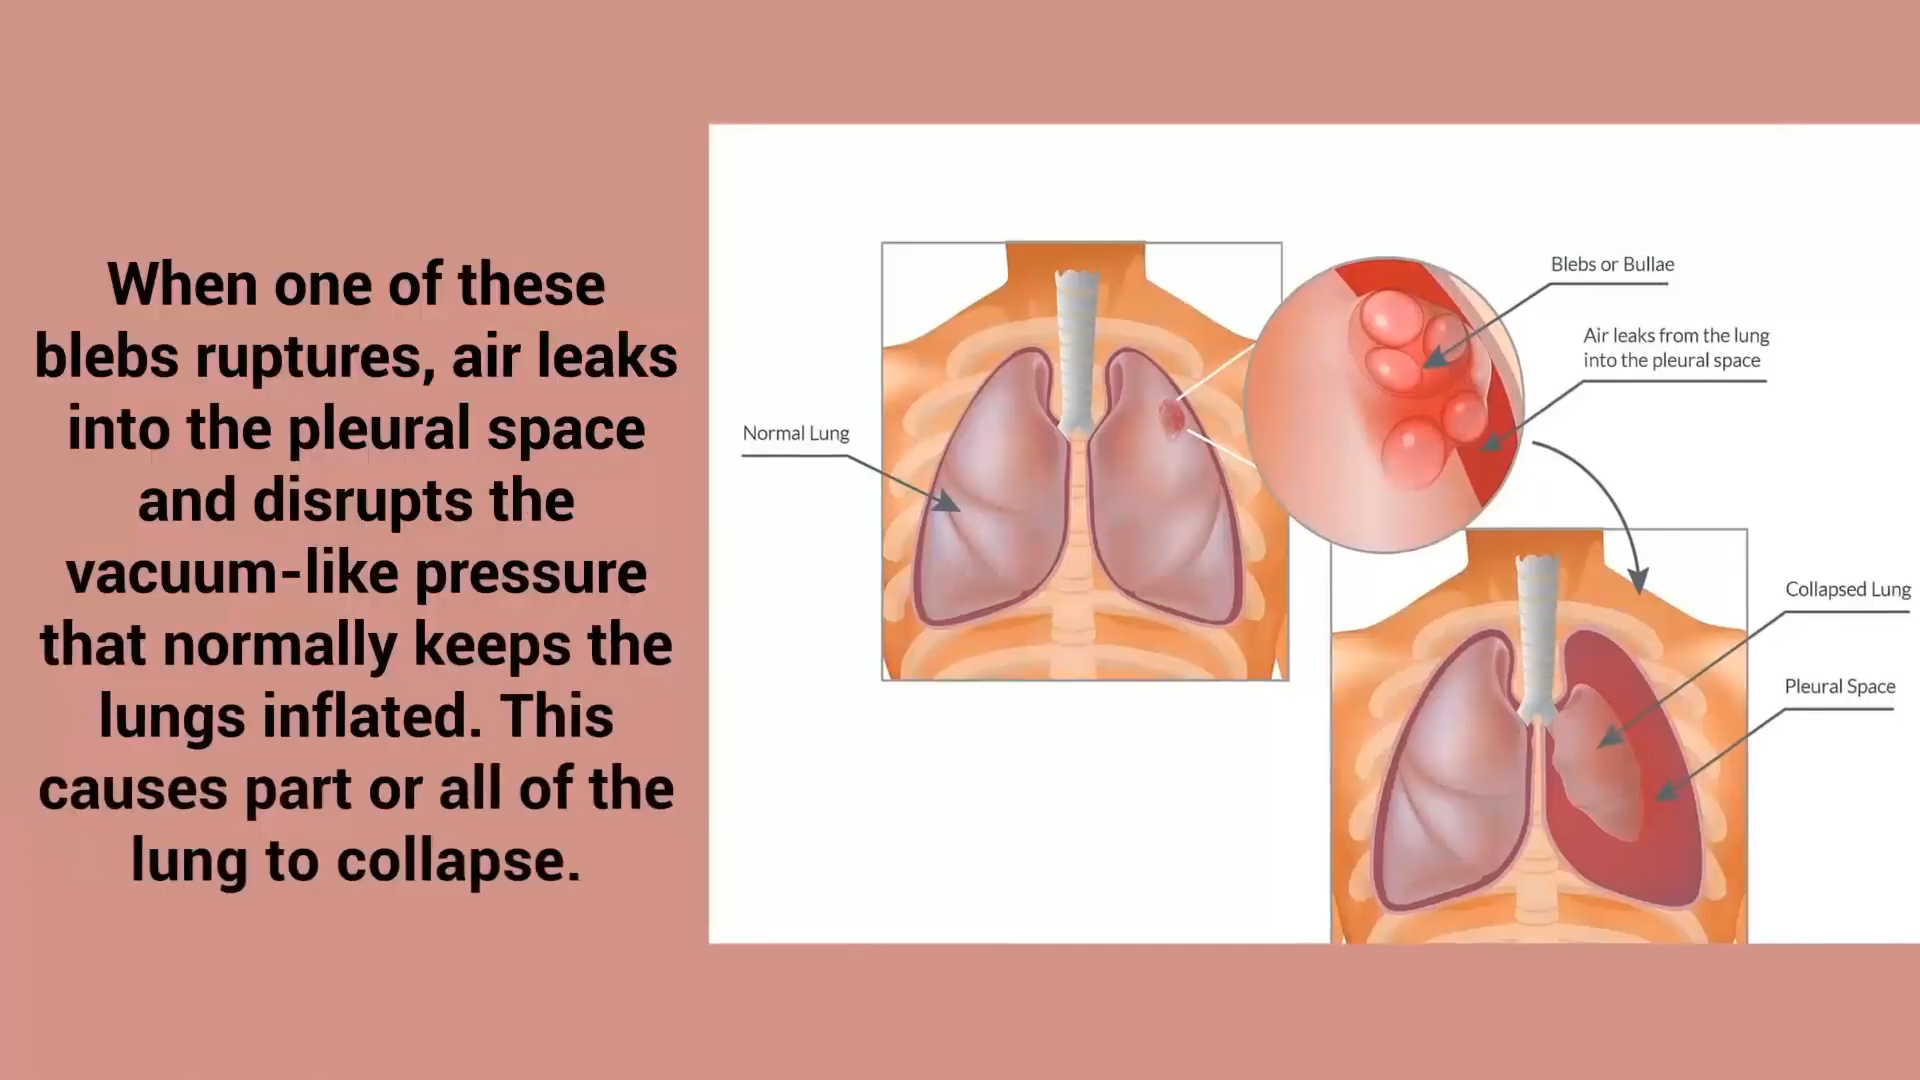 When one of these
blebs ruptures, air leaks
into the pleural space
and disrupts the
vacuum-like pressure
that normally keeps the
lungs inflated. This
causes part or all of the
lung to collapse.
Normal Lung
Blebs or Bullae
Air leaks from the lung
into the pleural space
Collapsed Lung
Pleural Space